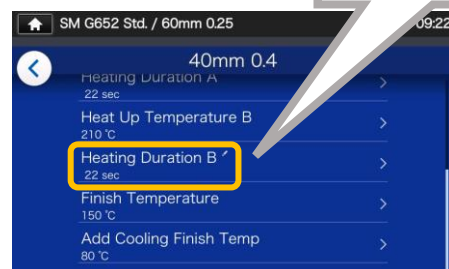 SM G652 Std. / 60mm 0.25
09:22
40mm 0.4
Heating Duration A
22 sec
Heat Up Temperature B
210 ℃
Heating Duration B
22 sec
Finish Temperature
150 ℃
Add Cooling Finish Temp
80 ℃